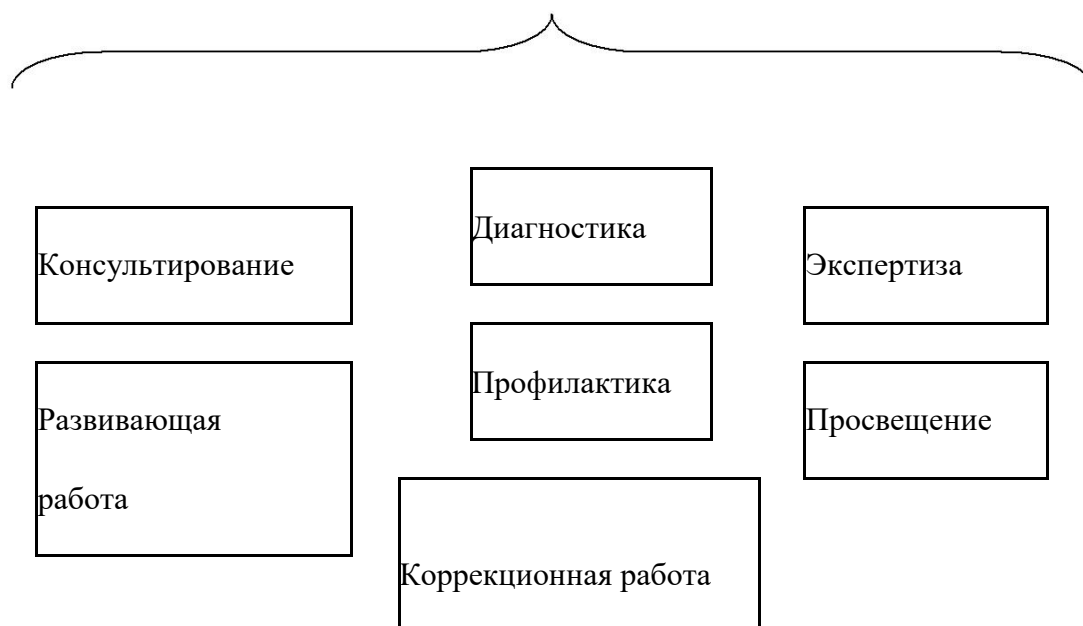 Диагностика
Консультирование
Экспертиза
Профилактика
Развивающая
работа
Просвещение
Коррекционная работа